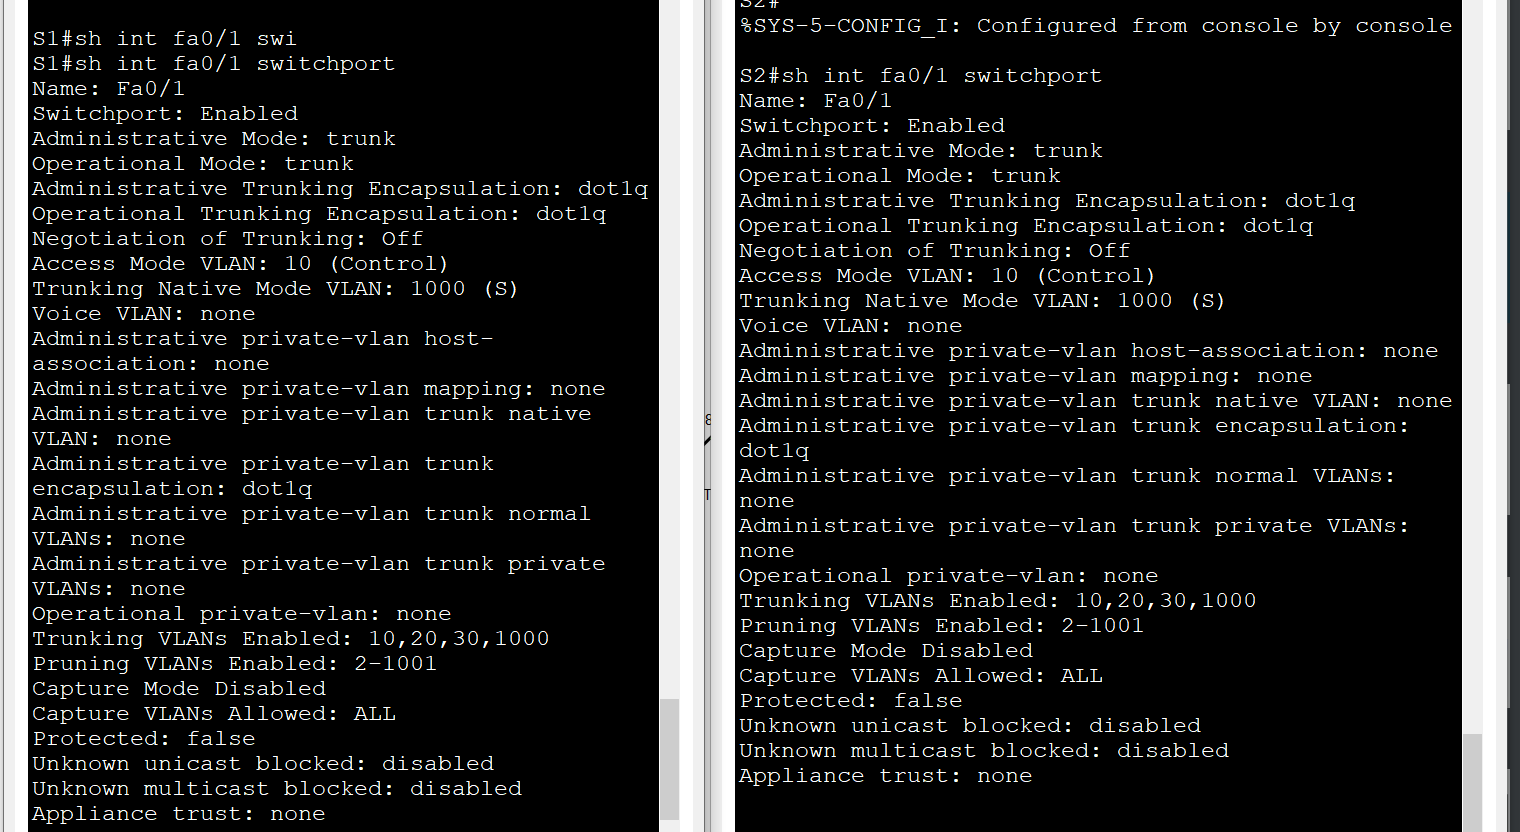 S1#sh int fa0/1 swi
S1#sh int fa0/1 switchport
Name: Fa0/1
Switchport: Enabled
Administrative Mode: trunk
Operational Mode: trunk
Administrative Trunking Encapsulation: dot1q
Operational Trunking Encapsulation: dot1q
Negotiation of Trunking: Off
Access Mode VLAN: 10 (Control)
Trunking Native Mode VLAN: 1000 (S)
Voice VLAN: none
Administrative private-vlan host-
association: none
Administrative private-vlan mapping: none
Administrative private-vlan trunk native
VLAN: none
Administrative private-vlan trunk
encapsulation: dot1q
Administrative private-vlan trunk normal
VLANs: none
Administrative private-vlan trunk private
VLANs: none
Operational private-vlan: none
Trunking VLANs Enabled: 10,20,30,1000
Pruning VLANs Enabled: 2-1001
Capture Mode Disabled
Capture VLANs Allowed: ALL
Protected: false
Unknown unicast blocked: disabled
Unknown multicast blocked: disabled
Appliance trust: none
8
T
S2#
%SYS-5-CONFIG_I: Configured from console by console
S2#sh int fa0/1 switchport
Name: Fa0/1
Switchport: Enabled
Administrative Mode: trunk
Operational Mode: trunk
Administrative Trunking Encapsulation: dot1q
Operational Trunking Encapsulation: dot1q
Negotiation of Trunking: Off
Access Mode VLAN: 10 (Control)
Trunking Native Mode VLAN: 1000 (S)
Voice VLAN: none
Administrative private-vlan host-association: none
Administrative private-vlan mapping: none
Administrative private-vlan trunk native VLAN: none
Administrative private-vlan trunk encapsulation:
dot1q
Administrative private-vlan trunk normal VLANs:
none
Administrative private-vlan trunk private VLANs:
none
Operational private-vlan: none
Trunking VLANs Enabled: 10,20,30,1000
Pruning VLANs Enabled: 2-1001
Capture Mode Disabled
Capture VLANs Allowed: ALL
Protected: false
Unknown unicast blocked: disabled
Unknown multicast blocked: disabled
Appliance trust: none